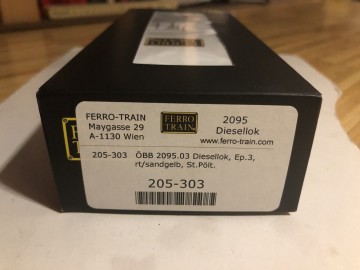 FERRO-TRAIN
Maygasse 29
A-1130 Wien
FERRO
TRAIN
2095
Diesellok
www.ferro-train.com
205-303 ÖBB 2095.03 Diesellok, Ep.3,
rt/sandgelb, St.Pölt.
205-303